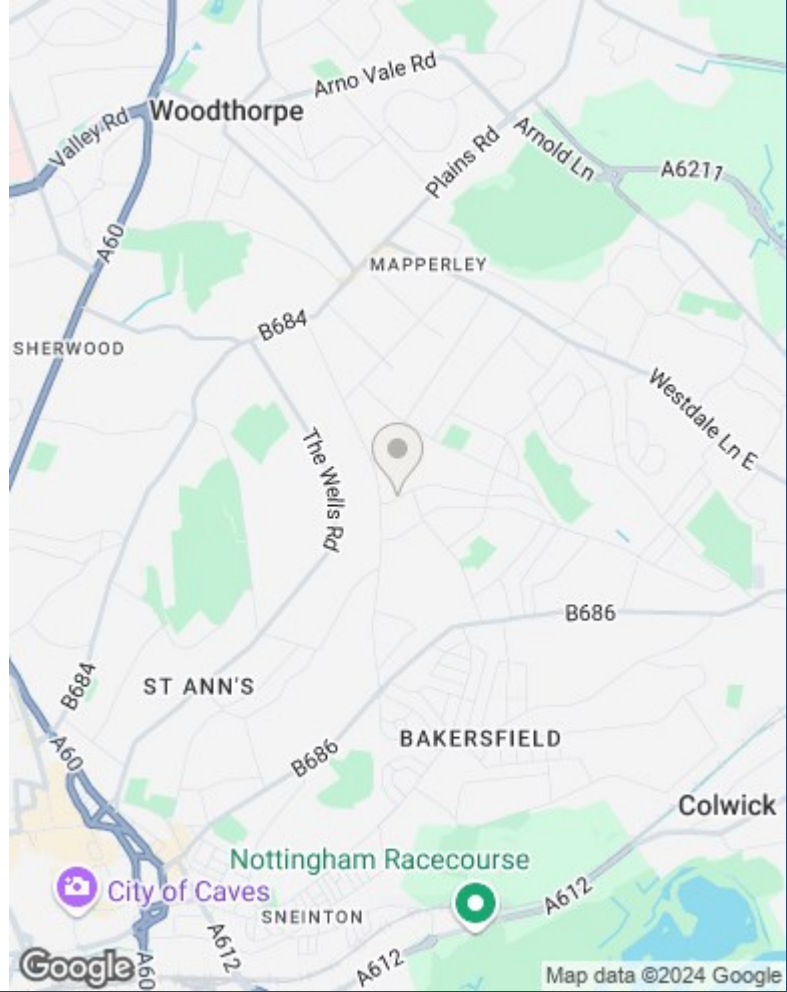 Arno Vale Rd
Woodthorpe
Valley Rd
Plains Rd
Arnold Ln
A6211
A60
MAPPERLEY
B684
SHERWOOD
Westdale Ln E
The Wells Rd
B686
B684
ST ANN'S
BAKERSFIELD
A60
B686
Colwick
Nottingham Racecourse
City of Caves
A612
SNEINTON
A612
A60
A612
Google
Map data ©2024 Google